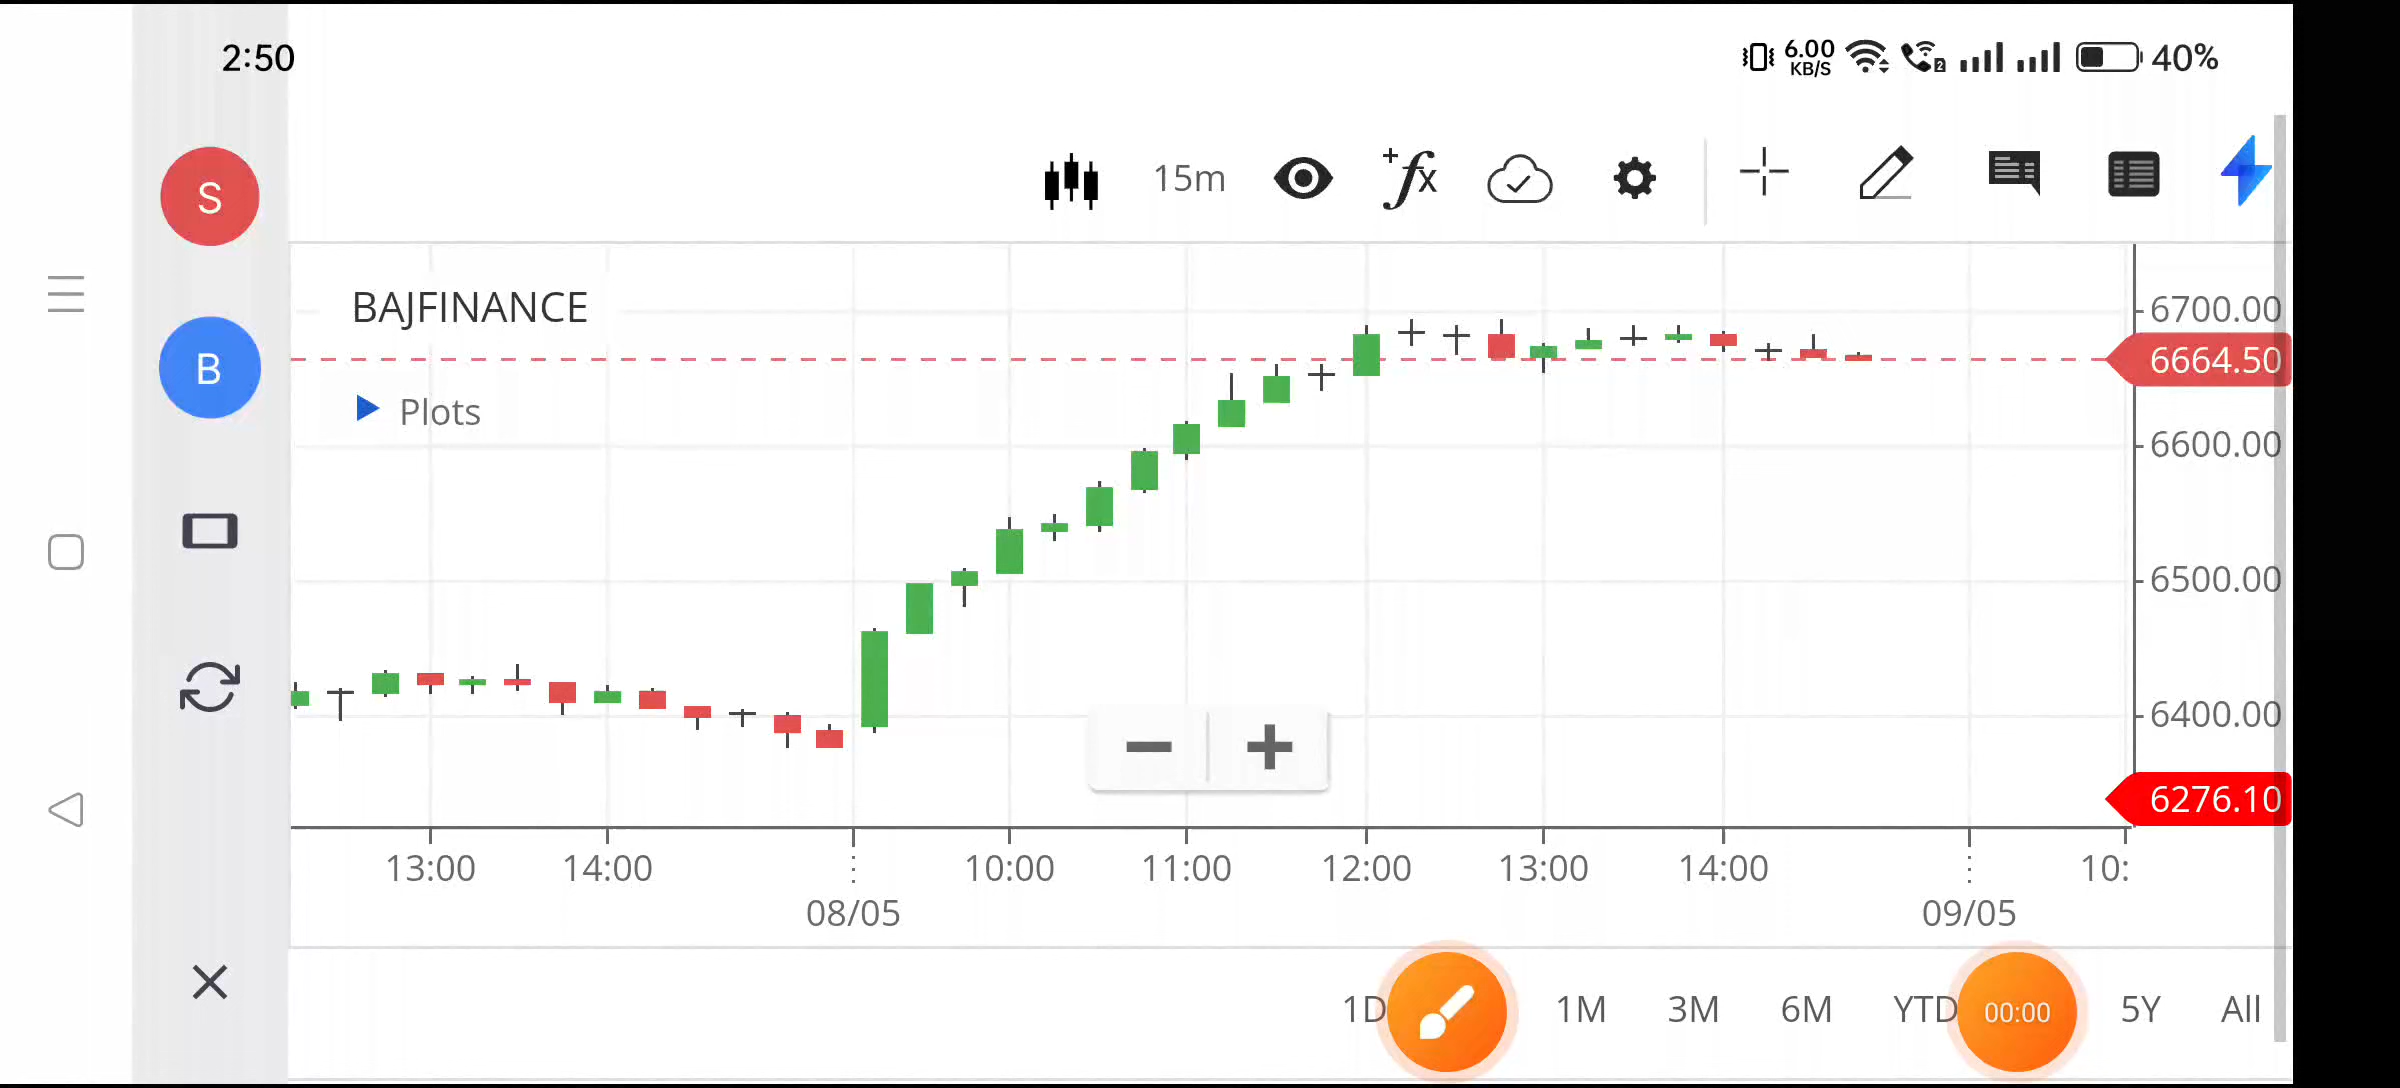 2:50
6.00
KB/S
2
40%
S
15m
+fx
BAJFINANCE
6700.00
6664.50
B
Plots
6600.00
6500.00
6400.00
6276.10
13:00 14:00 10:00 11:00 12:00 13:00 14:00 10:
08/05 09/05
1D 1M 3M 6M YTD 00:00 5Y All